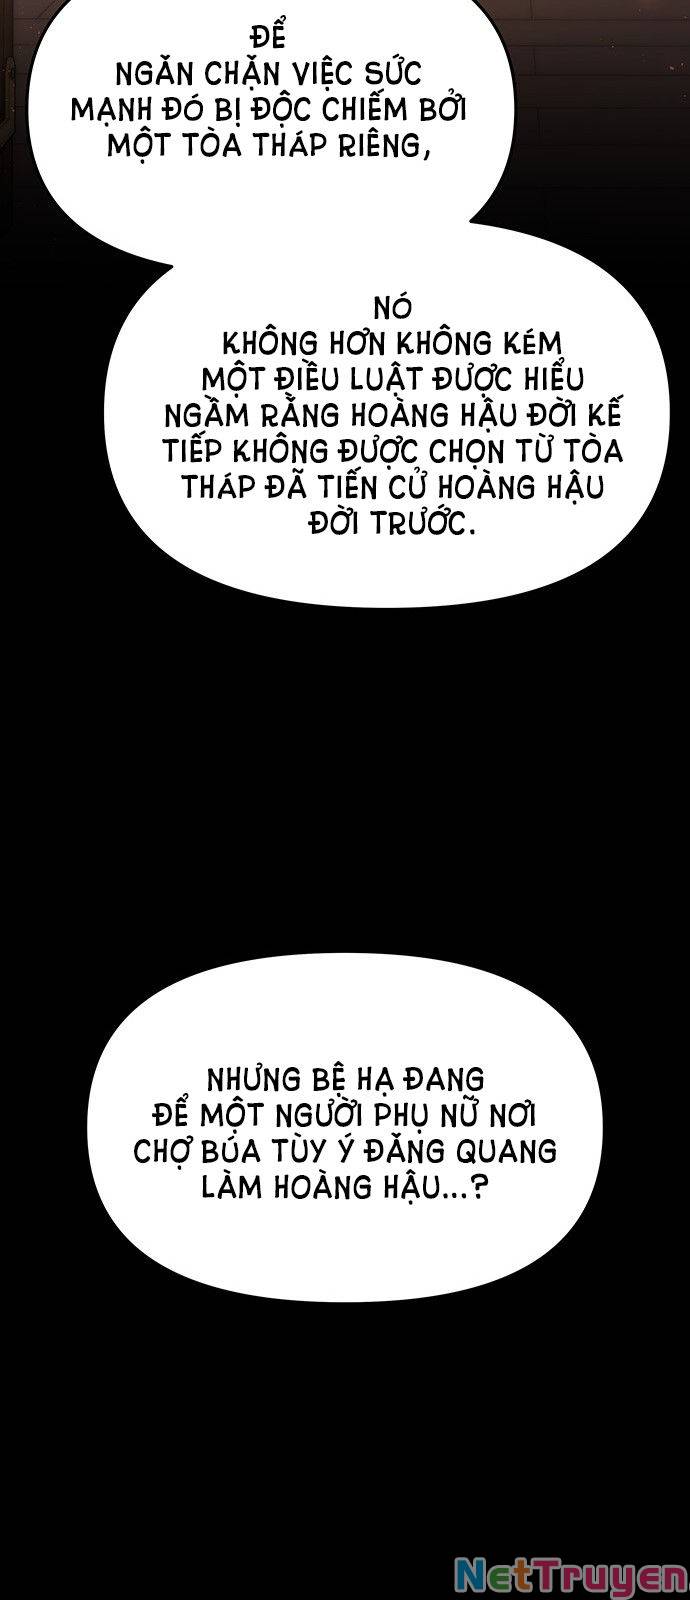 ĐỂ
NGĂN CHẶN VIỆC SỨC
MẠNH ĐÓ BỊ ĐỘC CHIẾM BỞI
MỘT TÒA THÁP RIÊNG,
NÓ
KHÔNG HƠN KHÔNG KÉM
MỘT ĐIỀU LUẬT ĐƯỢC HIỂU
NGẦM RẰNG HOÀNG HẬU ĐỜI KẾ
TIẾP KHÔNG ĐƯỢC CHỌN TỪ TÒA
THÁP ĐÃ TIẾN CỬ HOÀNG HẬU
ĐỜI TRƯỚC.
NHƯNG BỆ HẠ ĐANG
ĐỂ MỘT NGƯỜI PHỤ NỮ NƠI
CHỢ BÚA TÙY Ý ĐĂNG QUANG
LÀM HOÀNG HẬU...?
NetTruyen